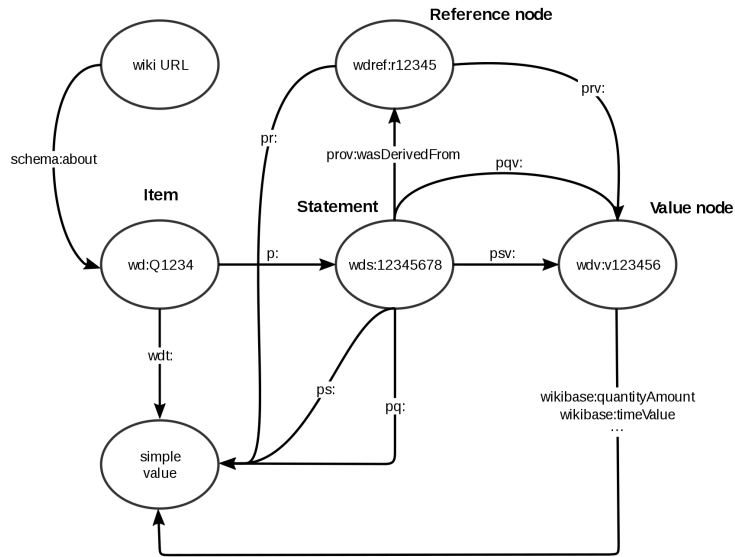 Reference node
wiki URL
wdref:r12345
prv:
pr:
schema:about
prov:wasDerivedFrom
pqv:
Item
Statement
Value node
p:
psv:
wd:Q1234
wds:12345678
wdv:v123456
wdt:
ps:
pq:
wikibase:quantityAmount
wikibase:timeValue
...
simple
value